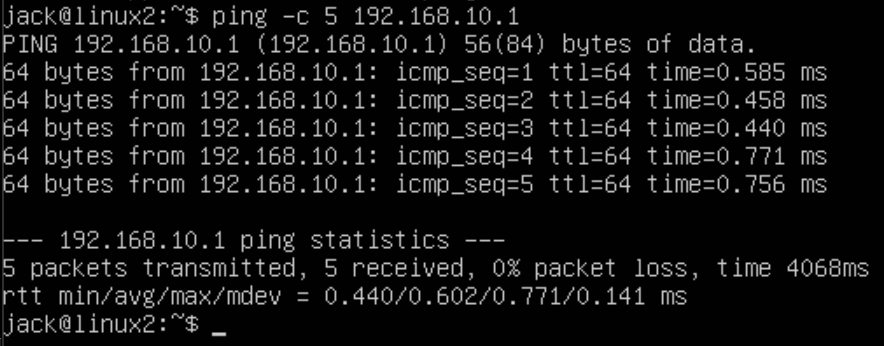 jack@linux2:~$ ping -c 5 192.168.10.1
PING 192.168.10.1 (192.168.10.1) 56(84) bytes of data.
64 bytes from 192.168.10.1: icmp_seq=1 ttl=64 time=0.585 ms
64 bytes from 192.168.10.1: icmp_seq=2 ttl=64 time=0.458 ms
64 bytes from 192.168.10.1: icmp_seq=3 ttl=64 time=0.440 ms
64 bytes from 192.168.10.1: icmp_seq=4 ttl=64 time=0.771 ms
64 bytes from 192.168.10.1: icmp_seq=5 ttl=64 time=0.756 ms
--- 192.168.10.1 ping statistics ---
5 packets transmitted, 5 received, 0% packet loss, time 4068ms
rtt min/avg/max/mdev = 0.440/0.602/0.771/0.141 ms
jack@linux2:~$ _